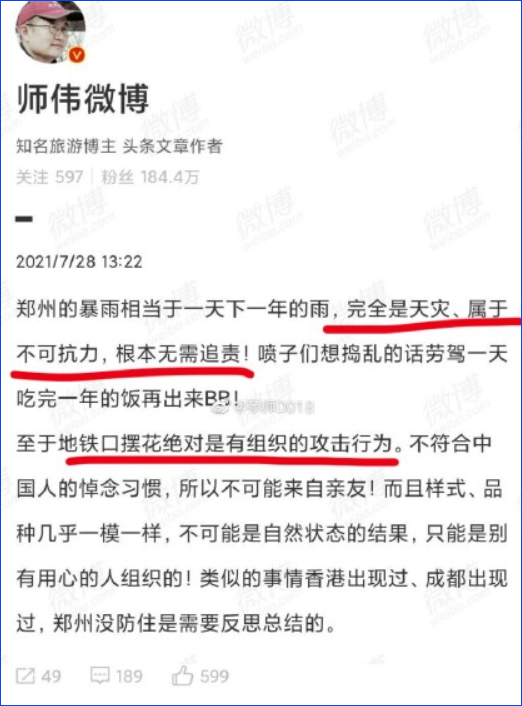 师伟微博
知名旅游博主 头条文章作者
关注 597 粉丝 184.4万
2021/7/28 13:22
郑州的暴雨相当于一天下一年的雨，完全是天灾、属于
不可抗力，根本无需追责！喷子们想捣乱的话劳驾一天
吃完一年的饭再出来BB！
至于地铁口摆花绝对是有组织的攻击行为。不符合中
国人的悼念习惯，所以不可能来自亲友！而且样式、品
种几乎一模一样，不可能是自然状态的结果，只能是别
有用心的人组织的！类似的事情香港出现过、成都出现
过，郑州没防住是需要反思总结的。
49 189 599
微博
weibo.com